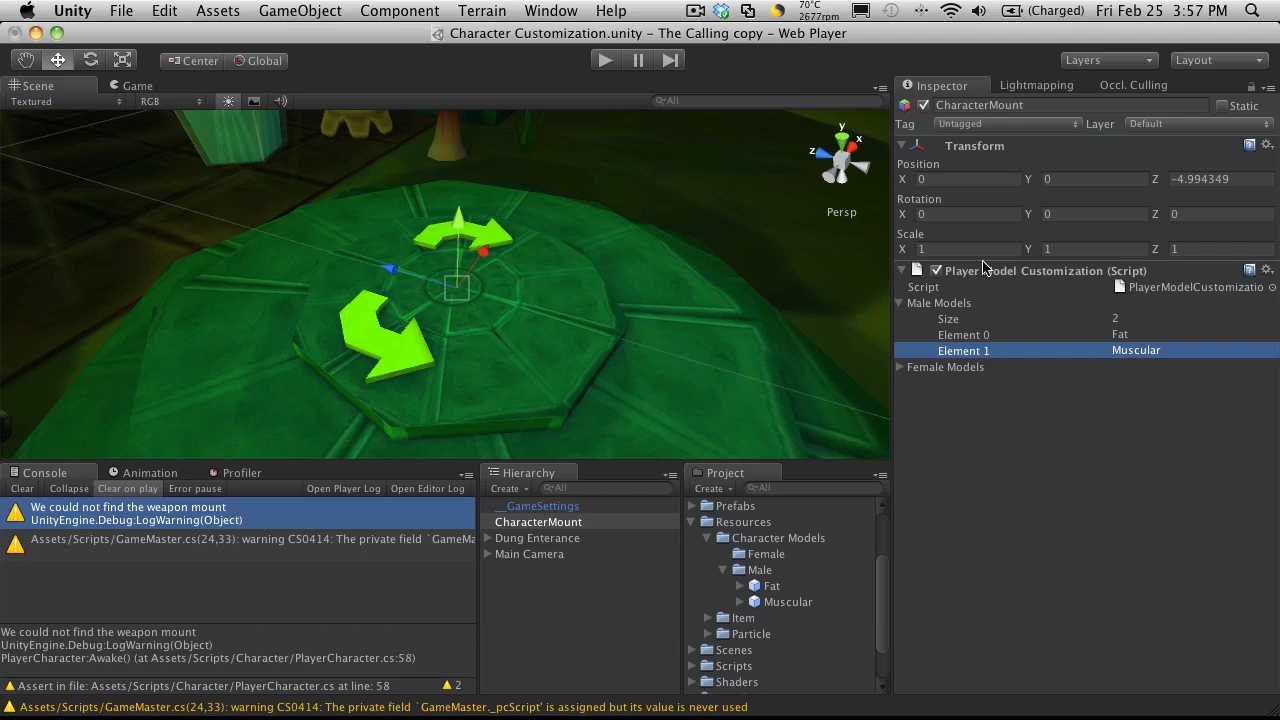 Unity File Edit Assets GameObject Component Terrain Window Help 70°C 2677rpm (Charged) Fri Feb 25 3:57 PM
Character Customization.unity – The Calling copy – Web Player
Center Global Layers Layout
Scene Game
Textured RGB All
y
x
z
Persp
Inspector Lightmapping Occl. Culling
CharacterMount Static
Tag Untagged Layer Default
Transform
Position
X 0 Y 0 Z -4.994349
Rotation
X 0 Y 0 Z 0
Scale
X 1 Y 1 Z 1
Script PlayerModelCustomizatio
Male Models
Size 2
Element 0 Fat
Element 1 Muscular
Female Models
Console Animation Profiler
Clear Collapse Clear on play Error pause Open Player Log Open Editor Log
We could not find the weapon mount
UnityEngine.Debug:LogWarning(Object)
Assets/Scripts/GameMaster.cs(24,33): warning CS0414: The private field `GameMa
We could not find the weapon mount
UnityEngine.Debug:LogWarning(Object)
PlayerCharacter:Awake() (at Assets/Scripts/Character/PlayerCharacter.cs:58)
Assert in file: Assets/Scripts/Character/PlayerCharacter.cs at line: 58 2
Hierarchy
Create All
__GameSettings
CharacterMount
Dung Enterance
Main Camera
Project
Create All
Prefabs
Resources
Character Models
Female
Male
Fat
Muscular
Item
Particle
Scenes
Scripts
Shaders
Assets/Scripts/GameMaster.cs(24,33): warning CS0414: The private field `GameMaster._pcScript' is assigned but its value is never used